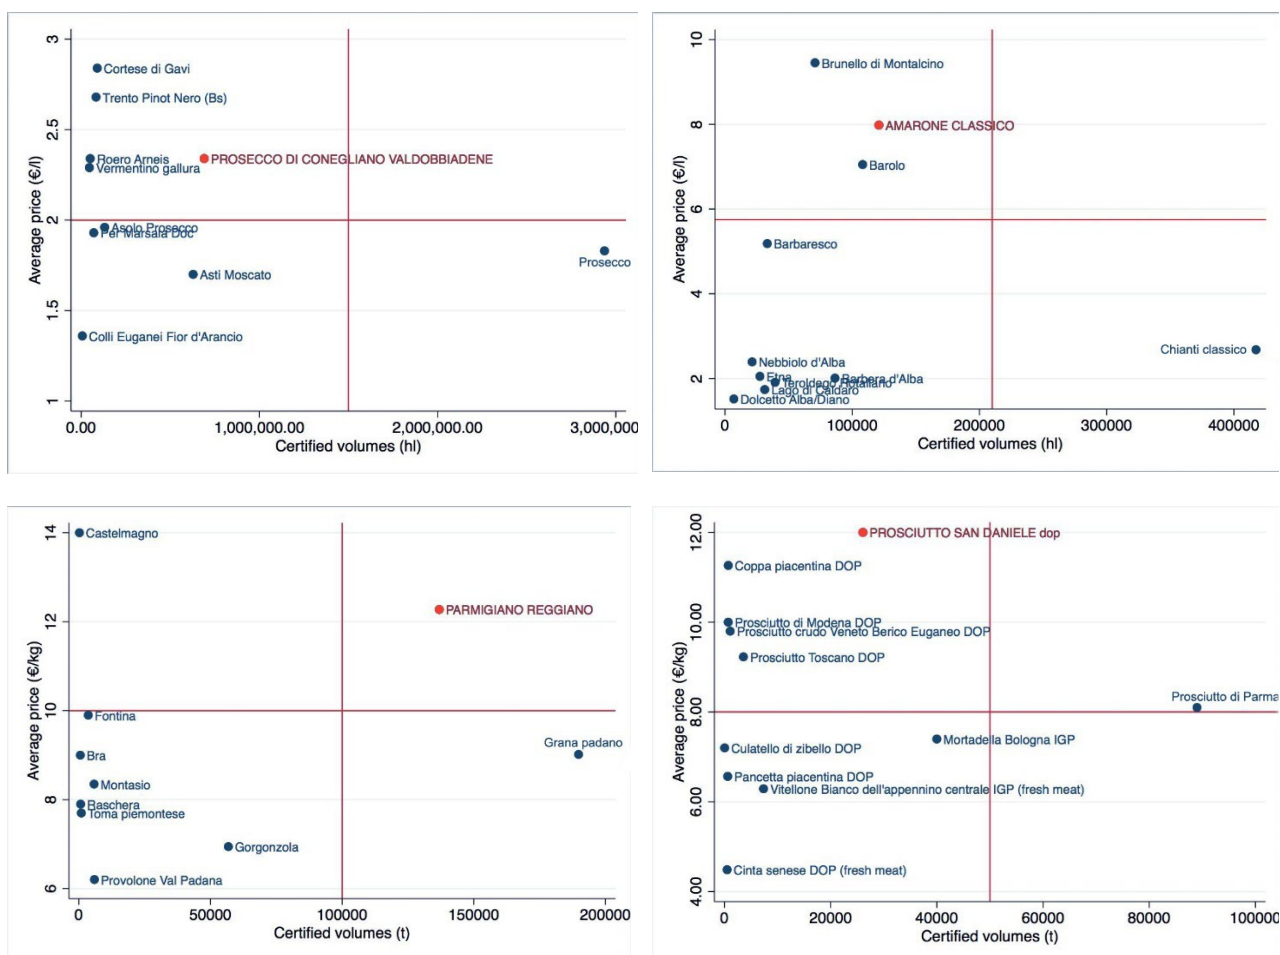 3
2.5
2
1.5
1
Average price (€/l)
Cortese di Gavi
Trento Pinot Nero (Bs)
Roero Arneis
PROSECCO DI CONEGLIANO VALDOBBIADENE
Vermentino gallura
Asolo Prosecco
Per Marsala Doc
Asti Moscato
Prosecco
Colli Euganei Fior d'Arancio
0.00
1,000,000.00
2,000,000.00
3,000,000
Certified volumes (hl)
10
8
6
4
2
Average price (€/l)
Brunello di Montalcino
AMARONE CLASSICO
Barolo
Barbaresco
Chianti classico
Nebbiolo d'Alba
Etna
Barbera d'Alba
Teroldego Rotaliano
Lago di Caldaro
Dolcetto Alba/Diano
0
100000
200000
300000
400000
Certified volumes (hl)
14
12
10
8
6
Average price (€/kg)
Castelmagno
PARMIGIANO REGGIANO
Fontina
Grana padano
Bra
Montasio
Raschera
Toma piemontese
Gorgonzola
Provolone Val Padana
0
50000
100000
150000
200000
Certified volumes (t)
12.00
10.00
8.00
6.00
4.00
Average price (€/kg)
PROSCIUTTO SAN DANIELE dop
Coppa piacentina DOP
Prosciutto di Modena DOP
Prosciutto crudo Veneto Berico Euganeo DOP
Prosciutto Toscano DOP
Prosciutto di Parma
Mortadella Bologna IGP
Culatello di zibello DOP
Pancetta piacentina DOP
Vitellone Bianco dell'appennino centrale IGP (fresh meat)
Cinta senese DOP (fresh meat)
0
20000
40000
60000
80000
100000
Certified volumes (t)